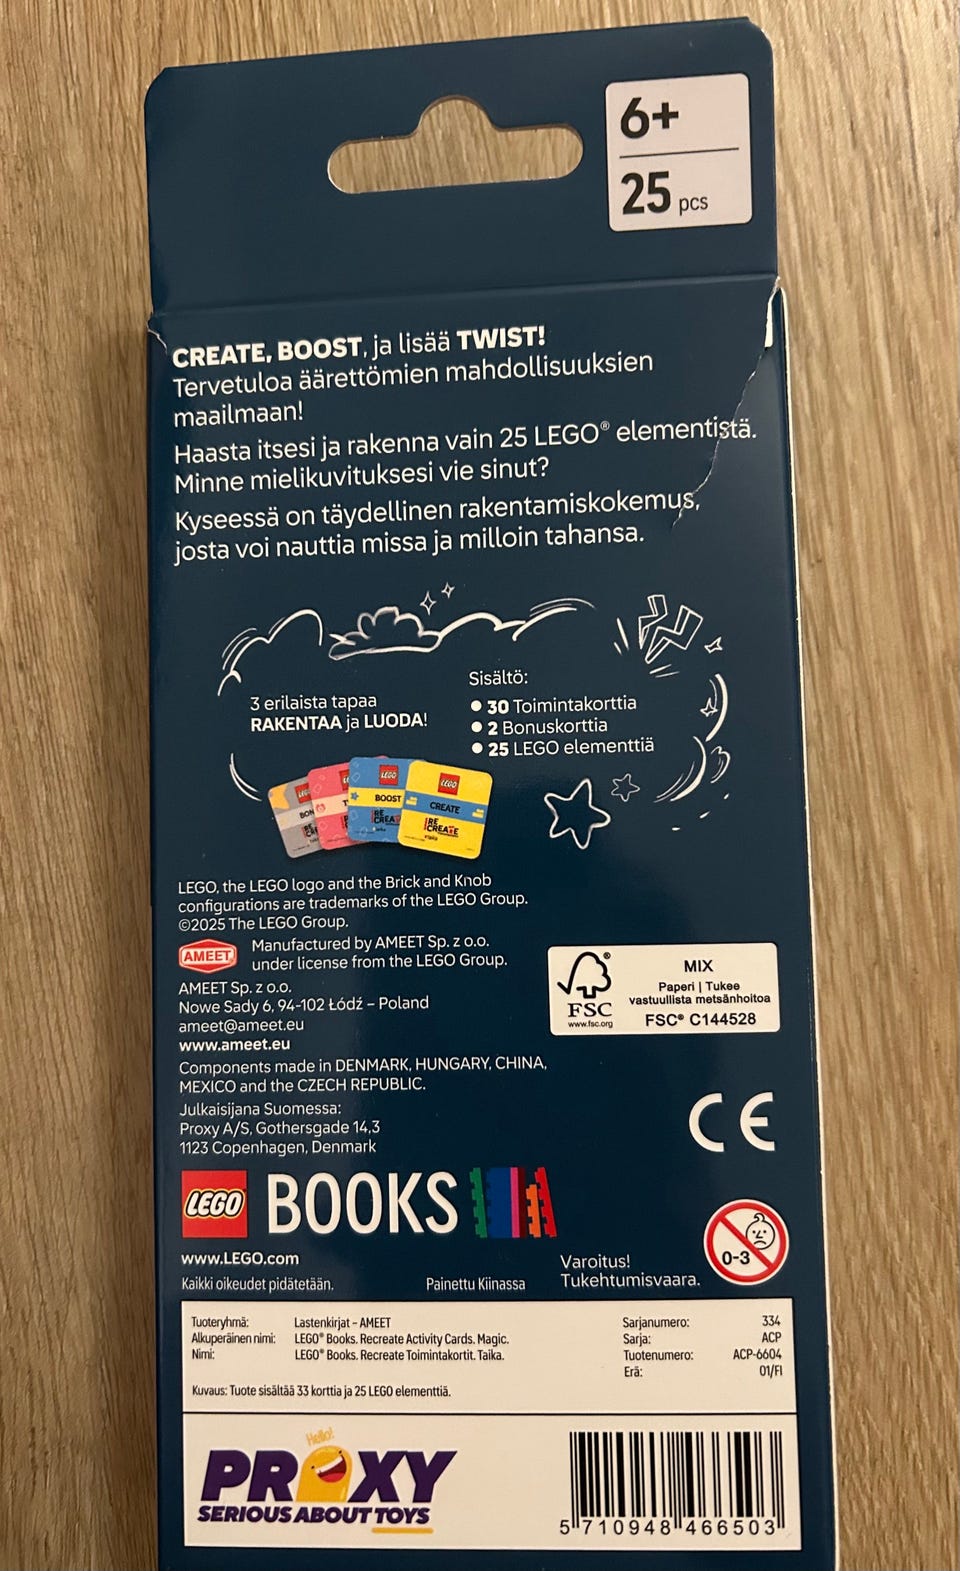 6+
25 pcs
CREATE, BOOST, ja lisää TWIST!
Tervetuloa äärettömien mahdollisuuksien
maailmaan!
Haasta itsesi ja rakenna vain 25 LEGO® elementistä.
Minne mielikuvituksesi vie sinut?
Kyseessä on täydellinen rakentamiskokemus,
josta voi nauttia missa ja milloin tahansa.
3 erilaista tapaa
RAKENTAA ja LUODA!
Sisältö:
● 30 Toimintakorttia
● 2 Bonuskorttia
● 25 LEGO elementtiä
LEGO
LEGO
BOOST
CREATE
RE
CREATE
LEGO, the LEGO logo and the Brick and Knob
configurations are trademarks of the LEGO Group.
©2025 The LEGO Group.
AMEET
Manufactured by AMEET Sp. z o.o.
under license from the LEGO Group.
AMEET Sp. z o.o.
Nowe Sady 6, 94-102 Łódź – Poland
ameet@ameet.eu
www.ameet.eu
FSC
www.fsc.org
MIX
Paperi | Tukee
vastuullista metsänhoitoa
FSC® C144528
Components made in DENMARK, HUNGARY, CHINA,
MEXICO and the CZECH REPUBLIC.
Julkaisijana Suomessa:
Proxy A/S, Gothersgade 14,3
1123 Copenhagen, Denmark
CE
LEGO BOOKS
www.LEGO.com
Kaikki oikeudet pidätetään.
Painettu Kiinassa
Varoitus!
Tukehtumisvaara.
0-3
Tuoteryhmä: Lastenkirjat – AMEET
Alkuperäinen nimi: LEGO® Books. Recreate Activity Cards. Magic.
Nimi: LEGO® Books. Recreate Toimintakortit. Taika.
Sarjanumero: 334
Sarja: ACP
Tuotenumero: ACP-6604
Erä: 01/FI
Kuvaus: Tuote sisältää 33 korttia ja 25 LEGO elementtiä.
Hello!
PROXY
SERIOUS ABOUT TOYS
5 710948 466503